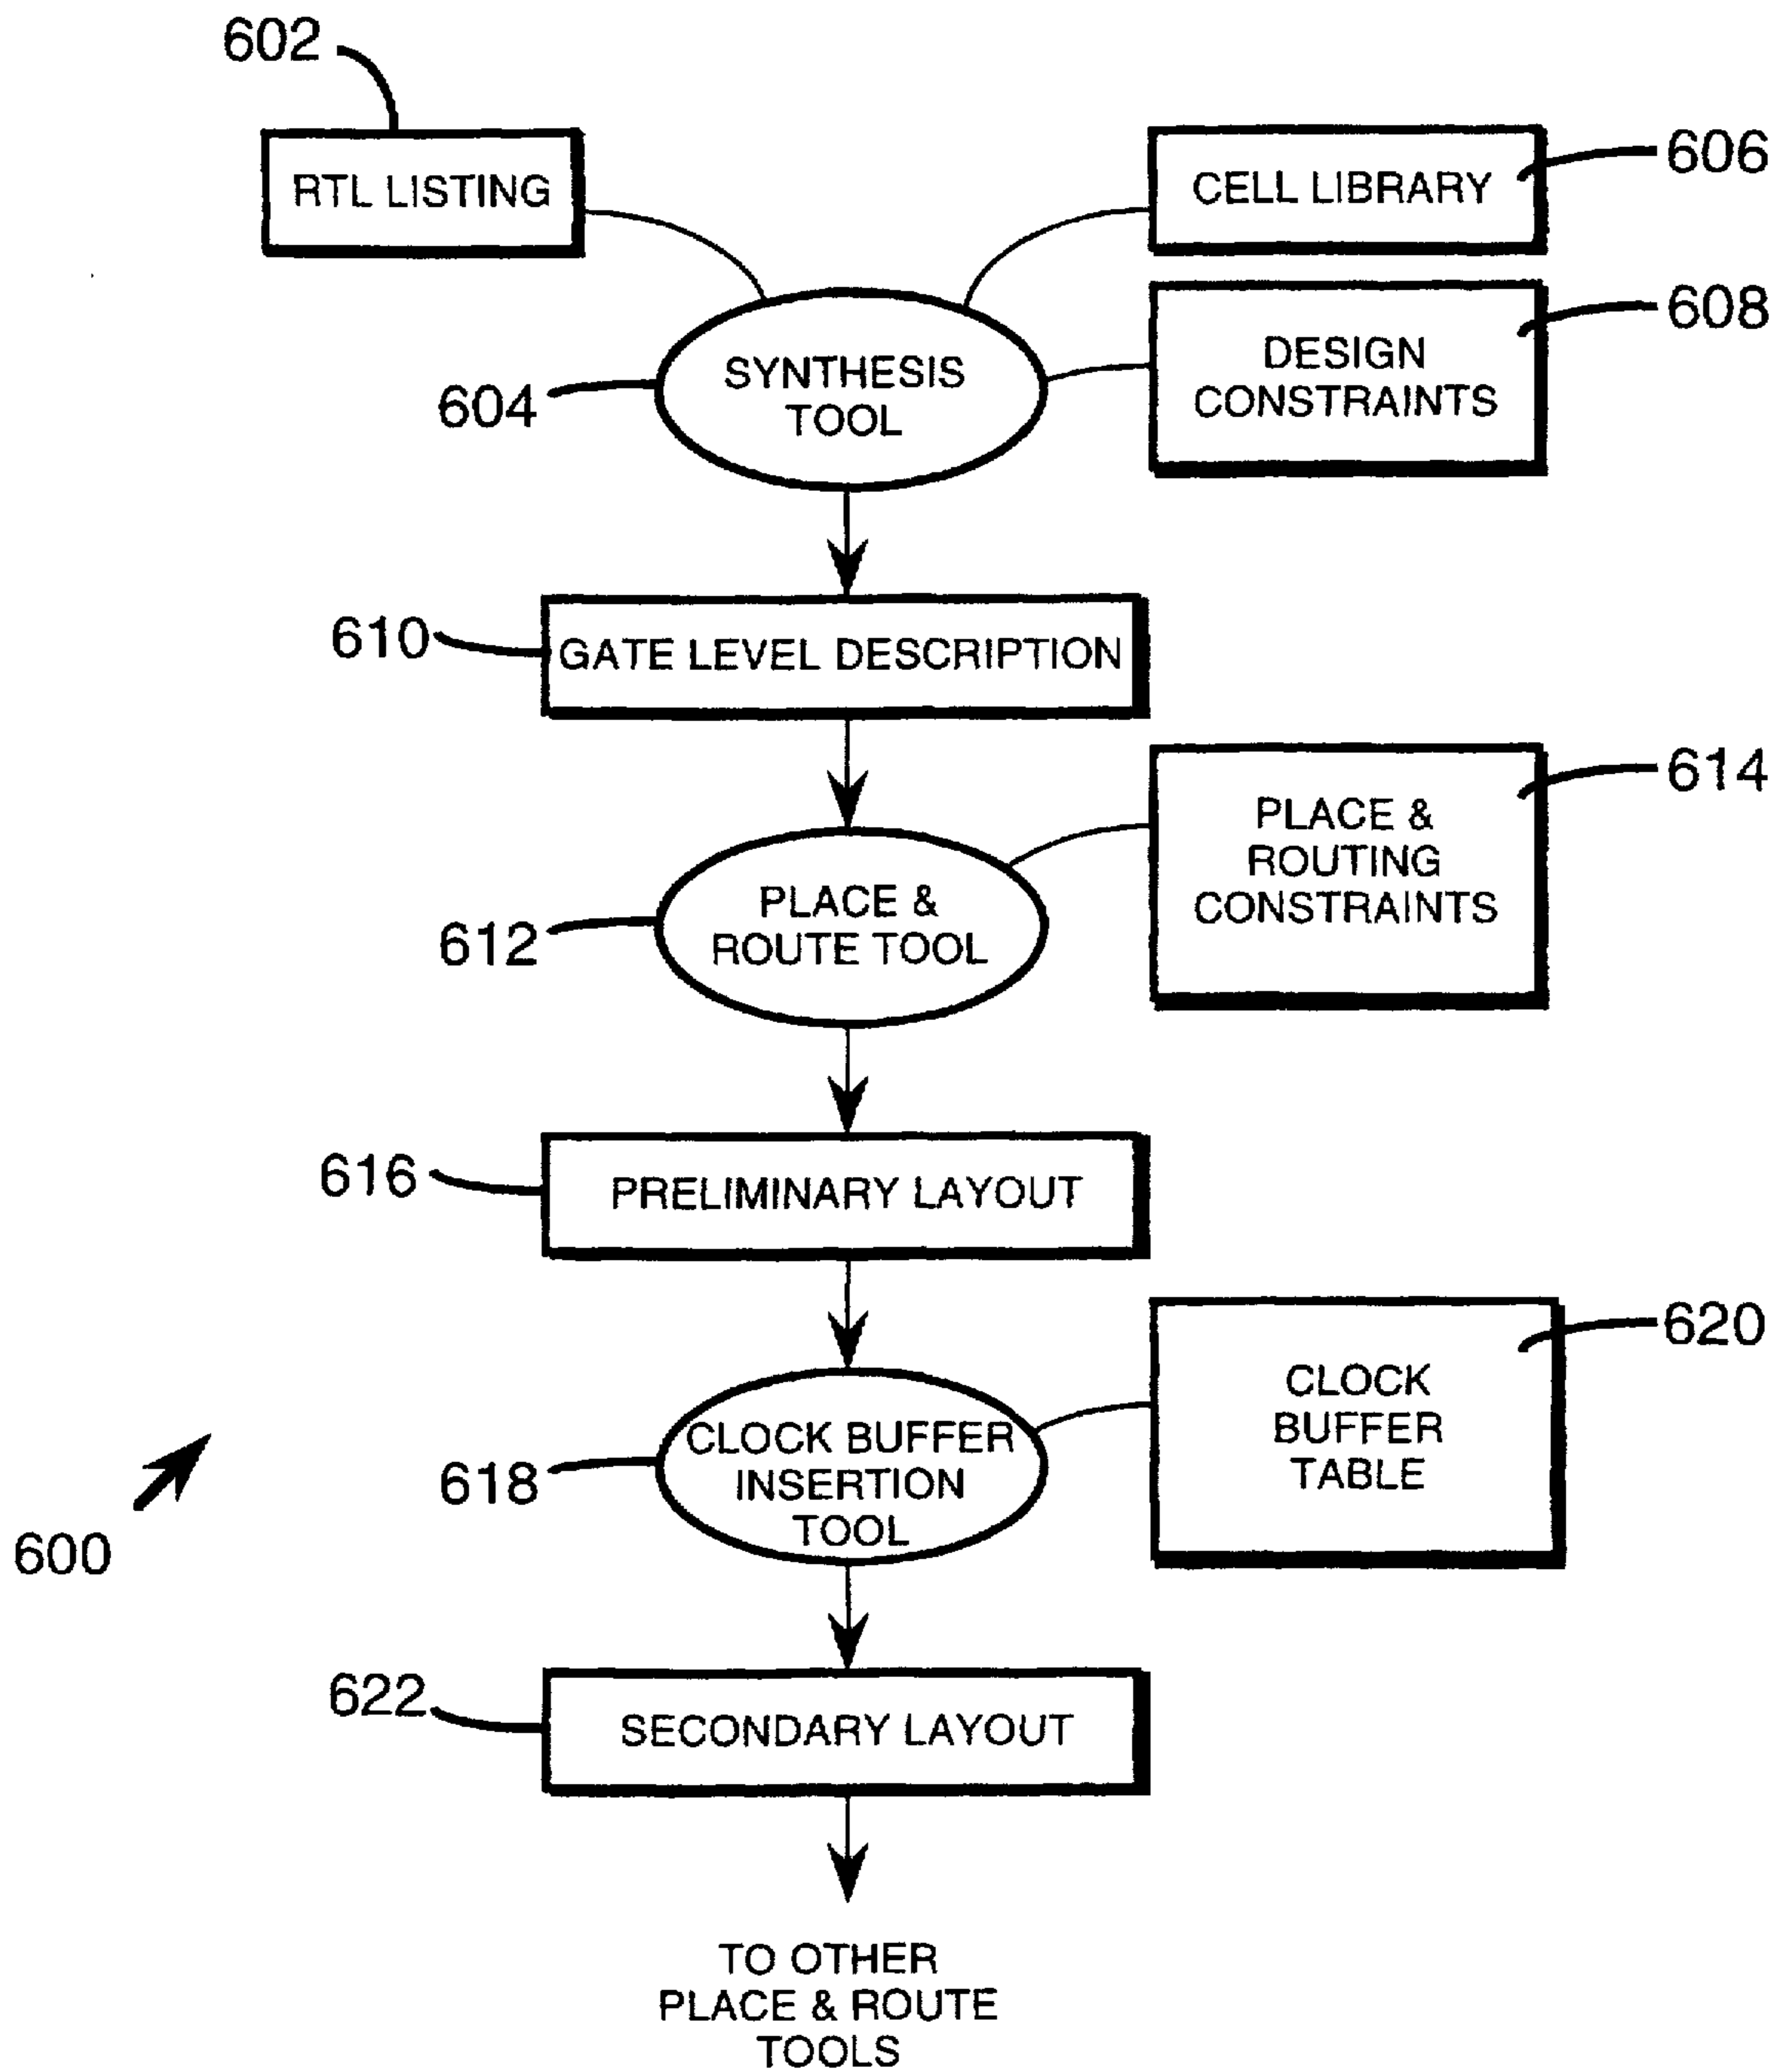 602
RTL LISTING
CELL LIBRARY
606
608
DESIGN
CONSTRAINTS
SYNTHESIS
TOOL
604
610
GATE LEVEL DESCRIPTION
614
PLACE &
ROUTING
CONSTRAINTS
PLACE &
ROUTE TOOL
612
616
PRELIMINARY LAYOUT
620
CLOCK
BUFFER
TABLE
CLOCK BUFFER
INSERTION
TOOL
618
600
622
SECONDARY LAYOUT
TO OTHER
PLACE & ROUTE
TOOLS